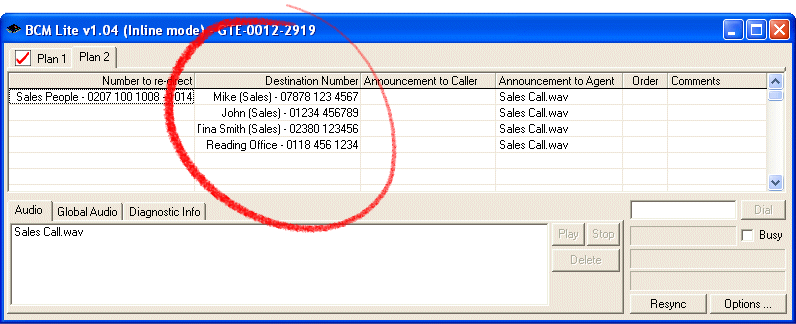 BCM Lite v1.04 (Inline mode) - GTE-0012-2919
Plan 1 Plan 2
Number to re-direct Destination Number Announcement to Caller Announcement to Agent Order Comments
Sales People - 0207 100 1008 - 014 Mike (Sales) - 07878 123 4567 Sales Call.wav
John (Sales) - 01234 456789 Sales Call.wav
Tina Smith (Sales) - 02380 123456 Sales Call.wav
Reading Office - 0118 456 1234 Sales Call.wav
Audio Global Audio Diagnostic Info Dial
Sales Call.wav Play Stop Busy
Delete
Resync Options ...